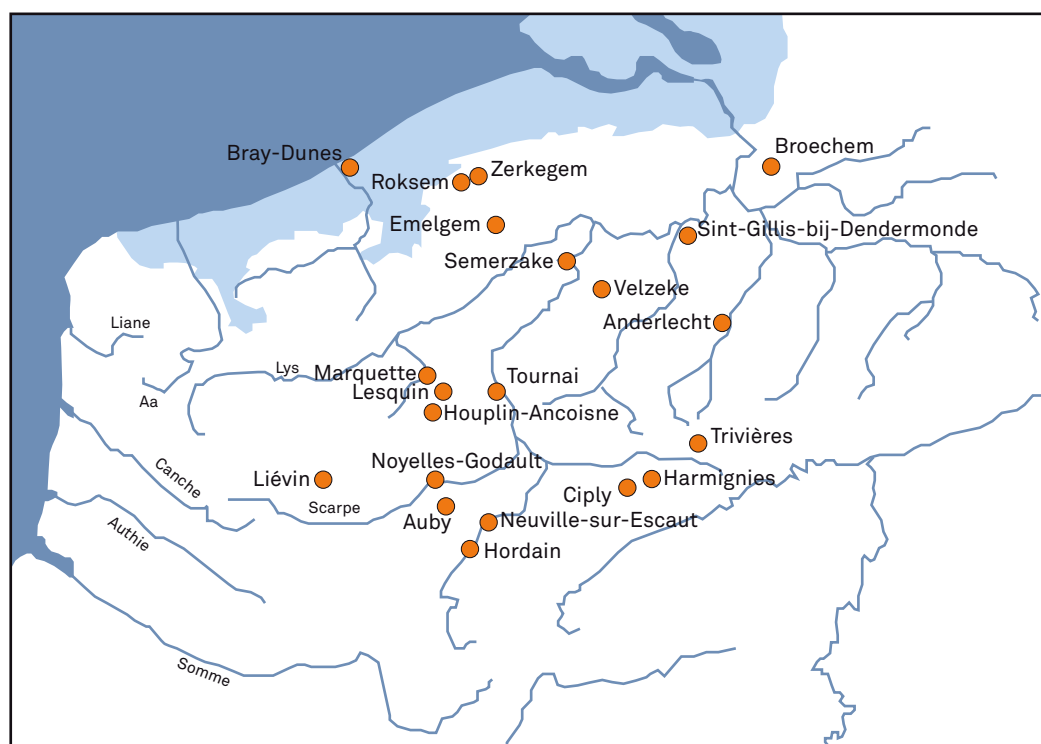 Bray-Dunes
Broechem
Zerkegem
Roksem
Emelgem
Sint-Gillis-bij-Dendermonde
Semerzake
Velzeke
Anderlecht
Liane
Lys
Marquette
Tournai
Lesquin
Aa
Houplin-Ancoisne
Trivières
Noyelles-Godault
Canche
Liévin
Harmignies
Ciply
Scarpe
Auby
Neuville-sur-Escaut
Authie
Hordain
Somme